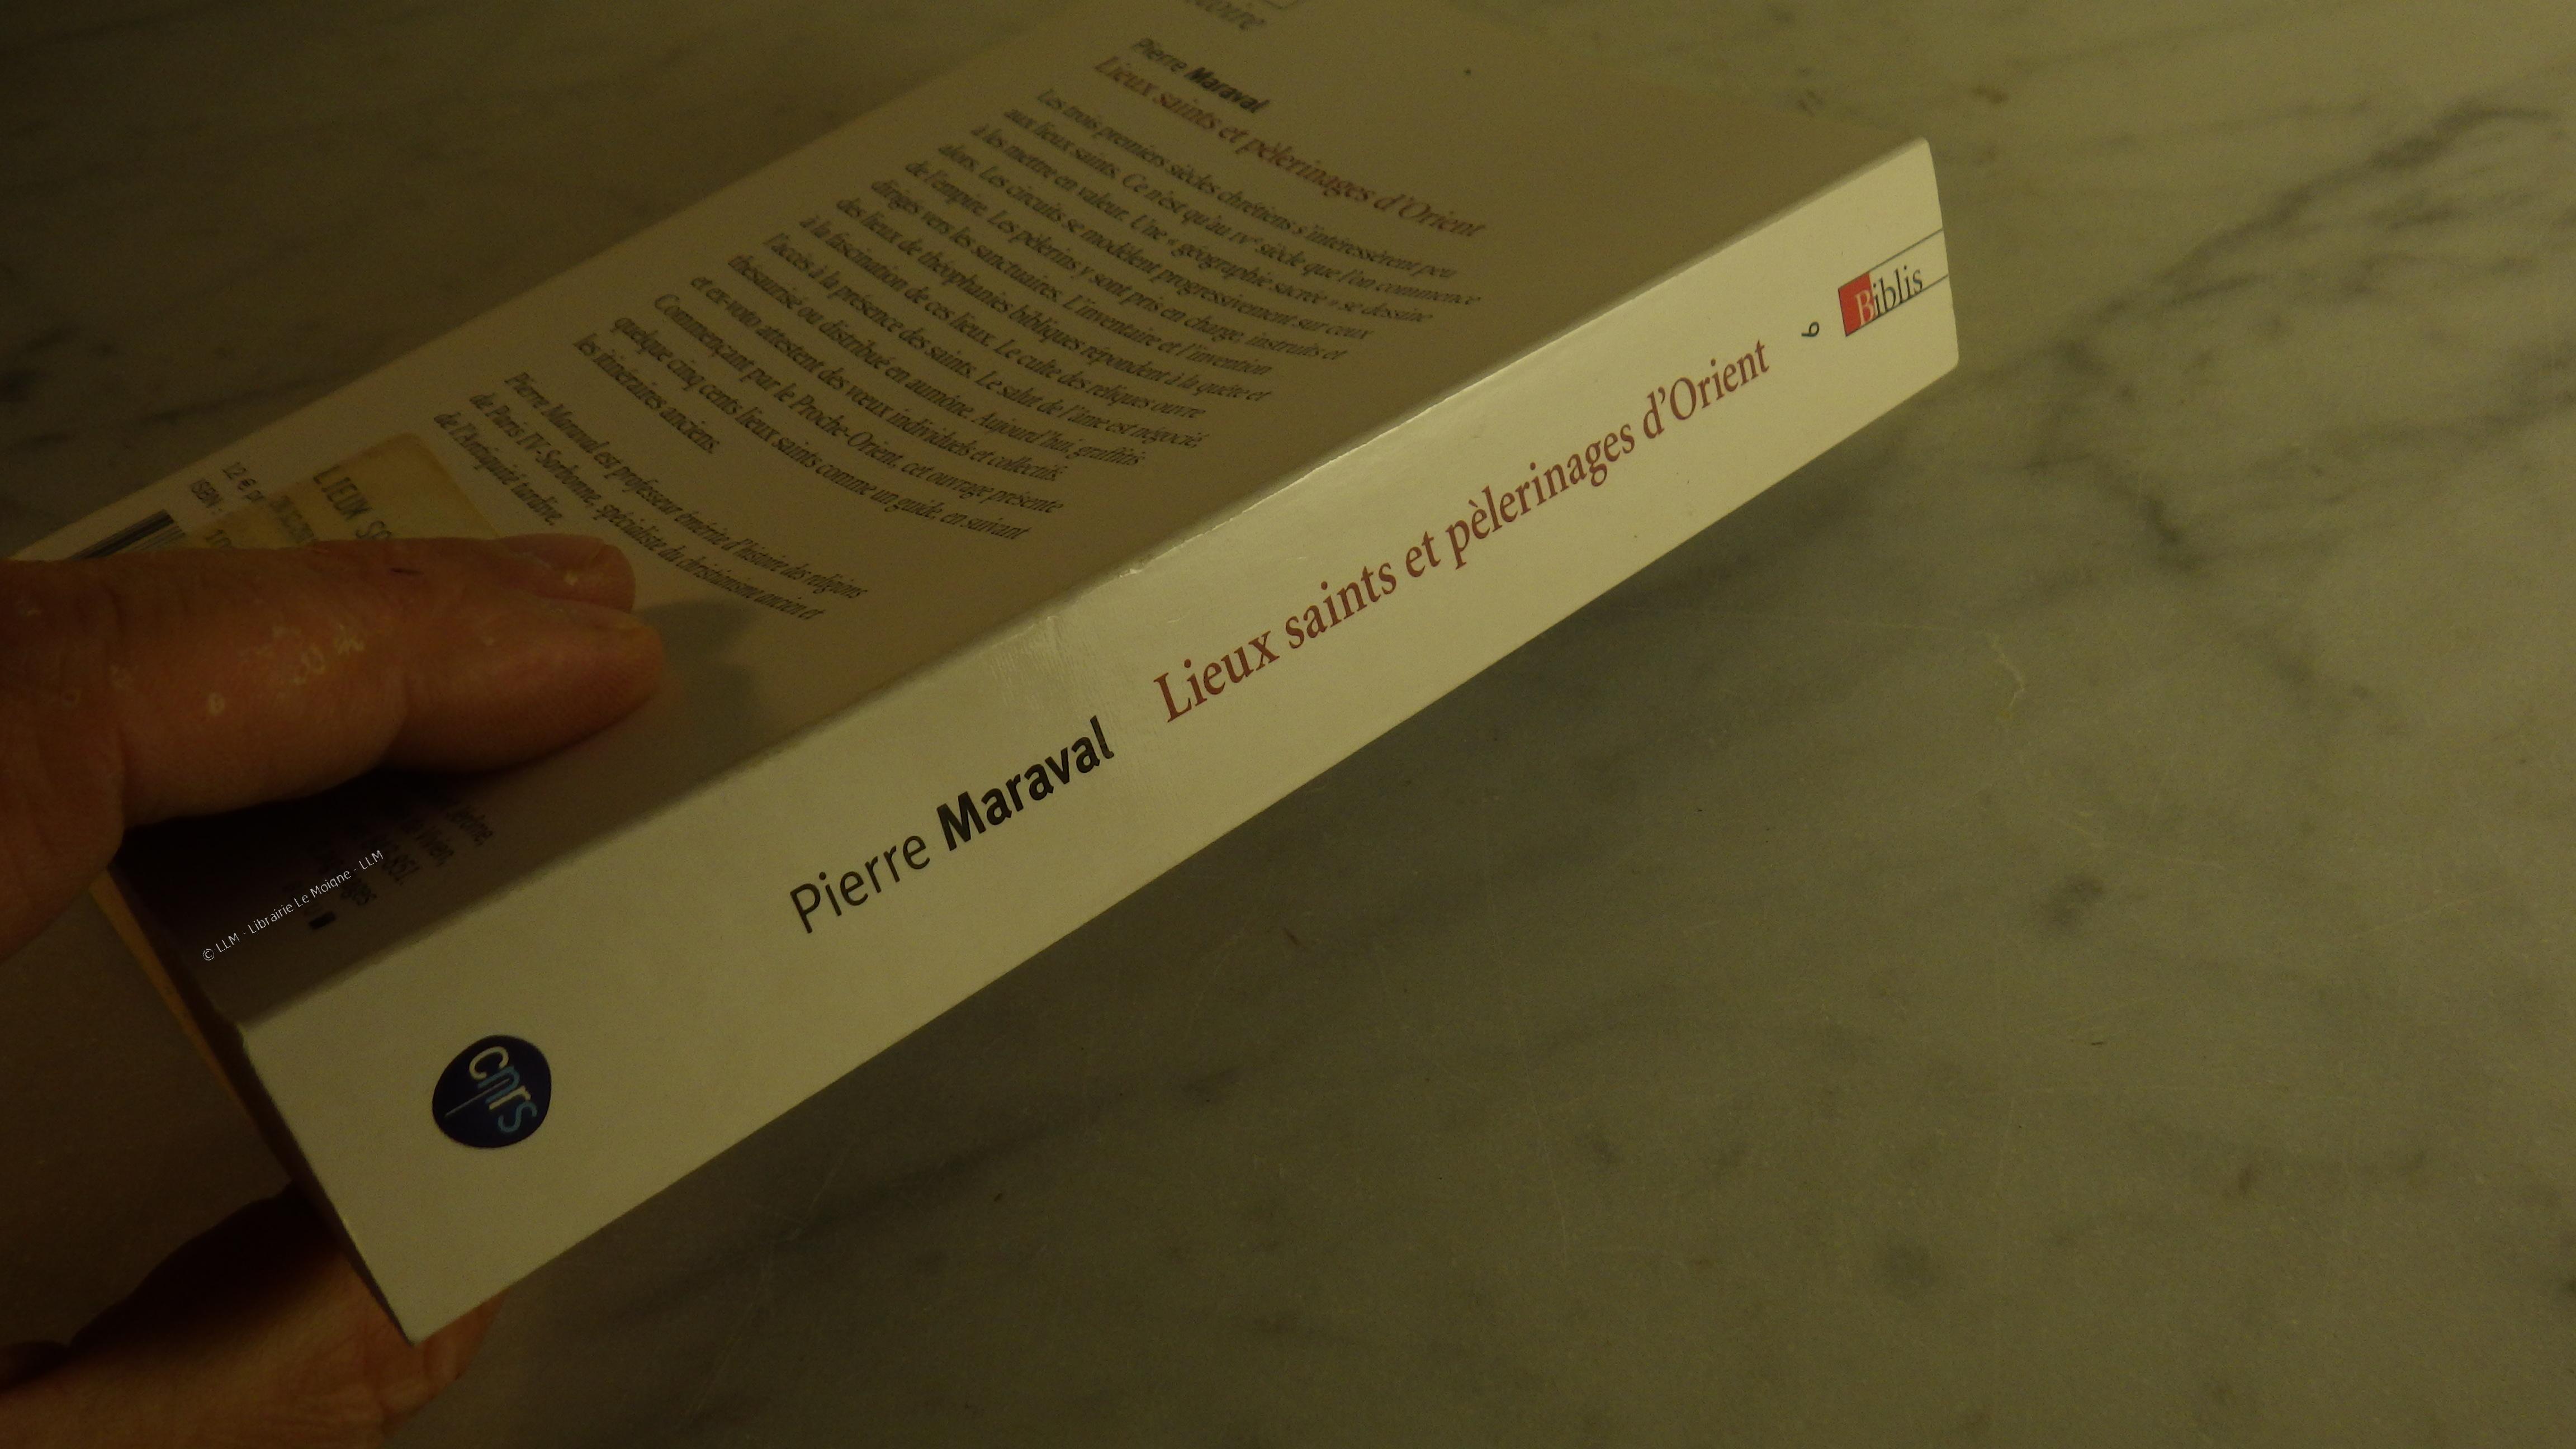 Pierre Maraval
Lieux saints et pèlerinages d'Orient
Les trois premiers siècles chrétiens s'intéressèrent peu
aux lieux saints. Ce n'est qu'au IVe siècle que l'on commence
à les mettre en valeur. Une « géographie sacrée » se dessine
alors. Les circuits se modèlent progressivement sur ceux
de l'empire. Les pèlerins y sont pris en charge, instruits et
dirigés vers les sanctuaires. L'inventaire et l'invention
des lieux de théophanies bibliques répondent à la quête et
à la fascination de ces lieux. Le culte des reliques ouvre
l'accès à la présence des saints. Le salut de l'âme est négocié,
thésaurisé ou distribué en aumône. Aujourd'hui, graffitis
et ex-voto attestent des vœux individuels et collectifs.
Commençant par le Proche-Orient, cet ouvrage présente
quelque cinq cents lieux saints comme un guide, en suivant
les itinéraires anciens.
Pierre Maraval est professeur émérite d'histoire des religions
de Paris IV-Sorbonne, spécialiste du christianisme ancien et
de l'Antiquité tardive.
12 €
ISBN :
LIEUX
Pierre Maraval Lieux saints et pèlerinages d'Orient 9 Biblis
cnrs
© LLM - Librairie Le Moigne - LLM